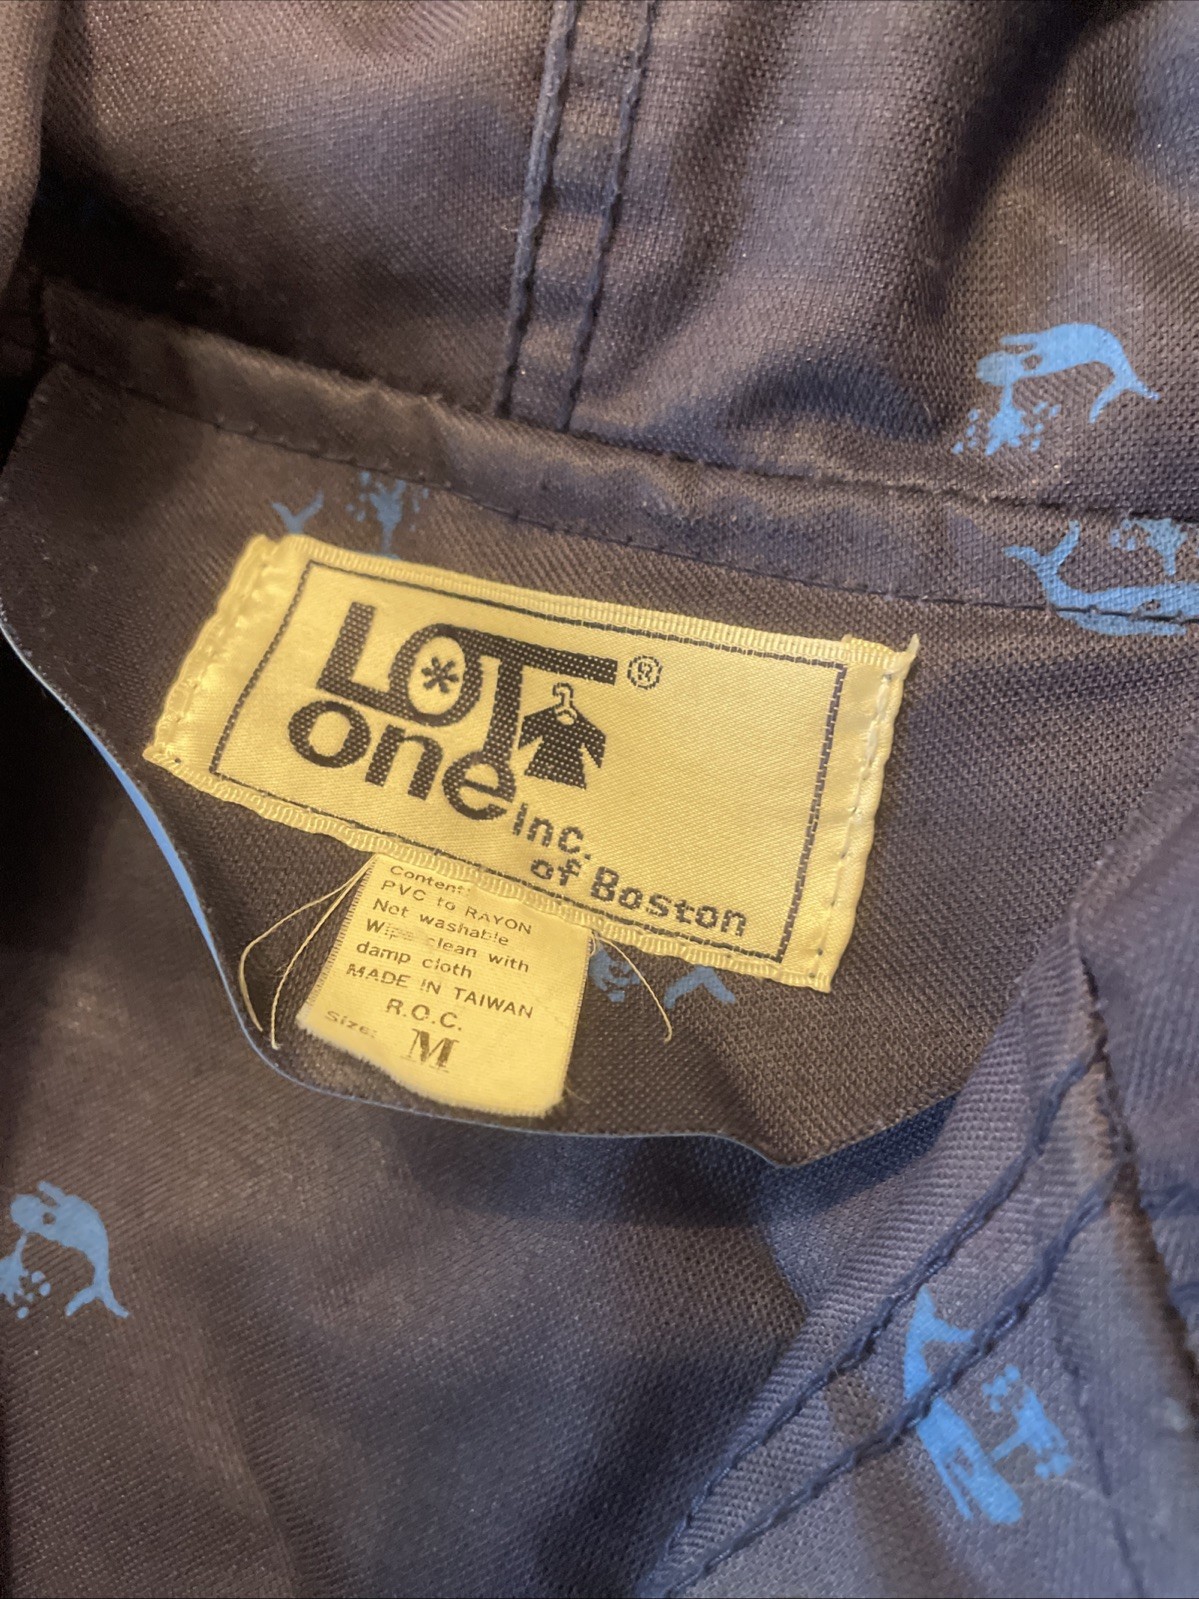 LOT ®
one
inc.
of Boston
Content:
PVC to RAYON
Not washable
Wipe clean with
damp cloth
MADE IN TAIWAN
R.O.C.
Size: M